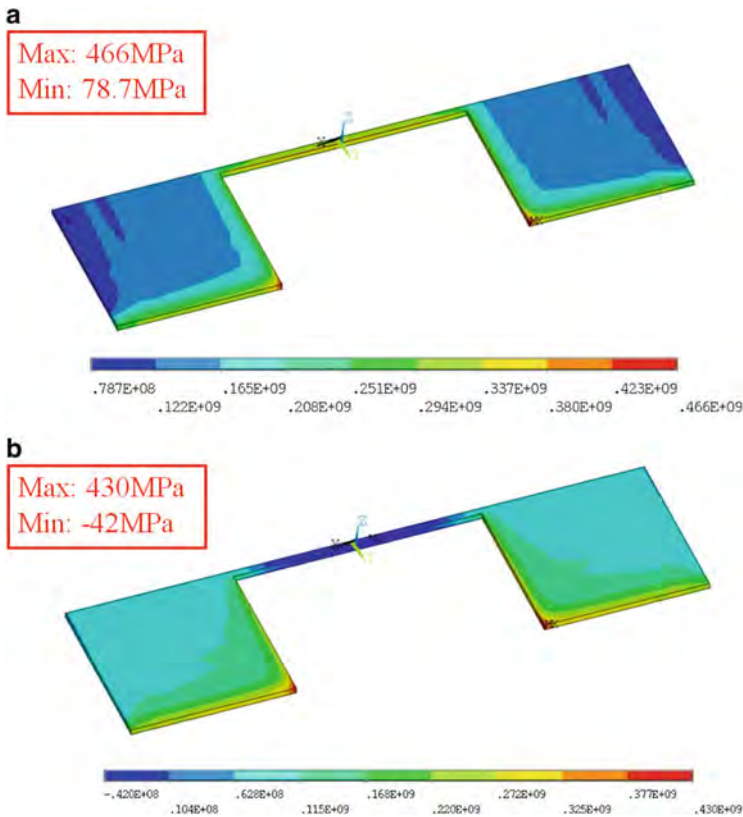 a
Max: 466MPa
Min: 78.7MPa
Z
.787E+08 .165E+09 .251E+09 .337E+09 .423E+09
.122E+09 .208E+09 .294E+09 .380E+09 .466E+09
b
Max: 430MPa
Min: -42MPa
Z
-.420E+08 .628E+08 .168E+09 .272E+09 .377E+09
.104E+08 .115E+09 .220E+09 .325E+09 .430E+09